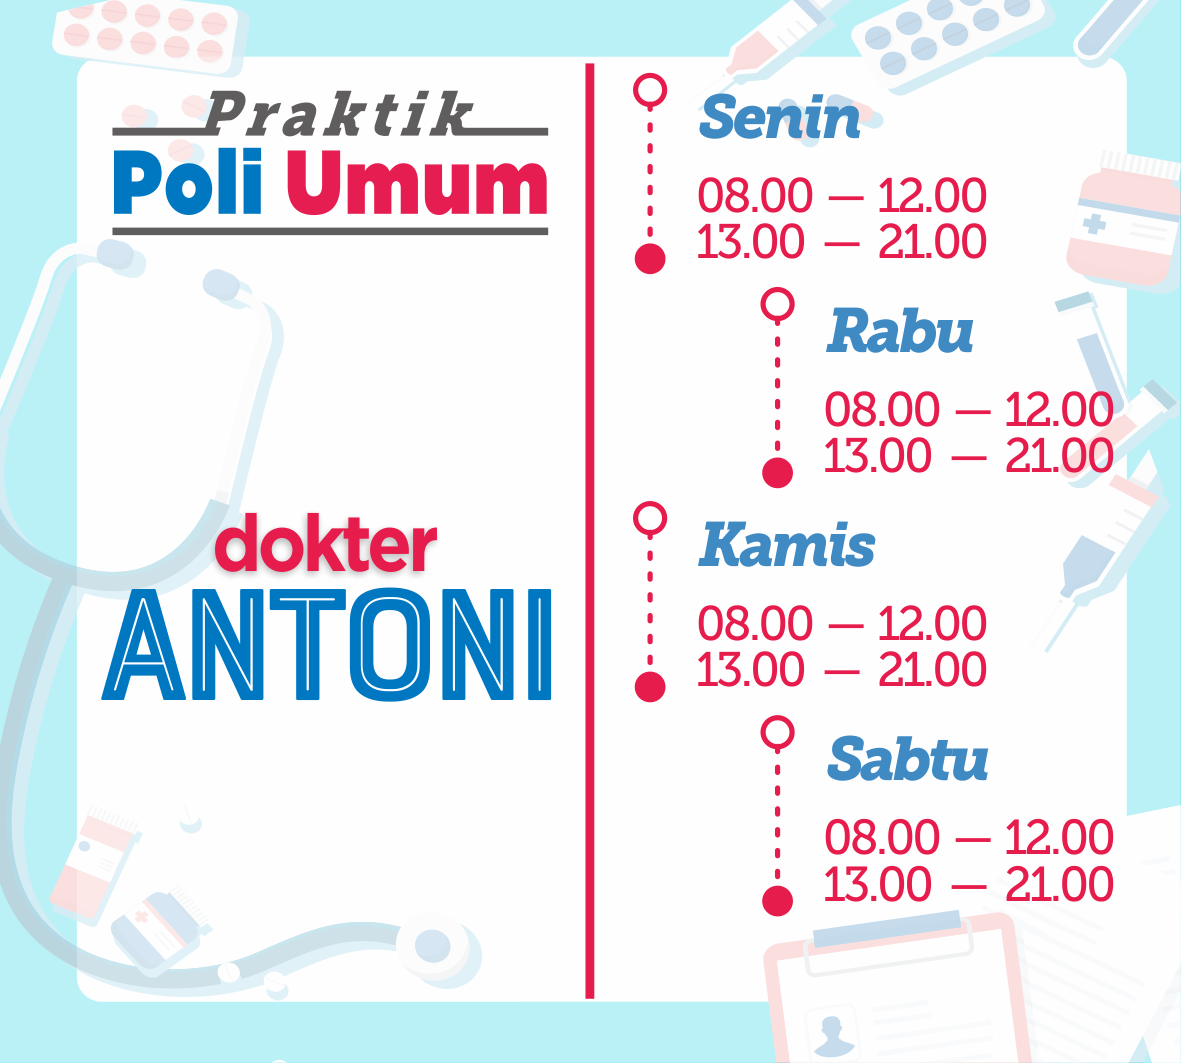 Praktik
Poli Umum
dokter
ANTONI
Senin
08.00 — 12.00
13.00 — 21.00
Rabu
08.00 — 12.00
13.00 — 21.00
Kamis
08.00 — 12.00
13.00 — 21.00
Sabtu
08.00 — 12.00
13.00 — 21.00